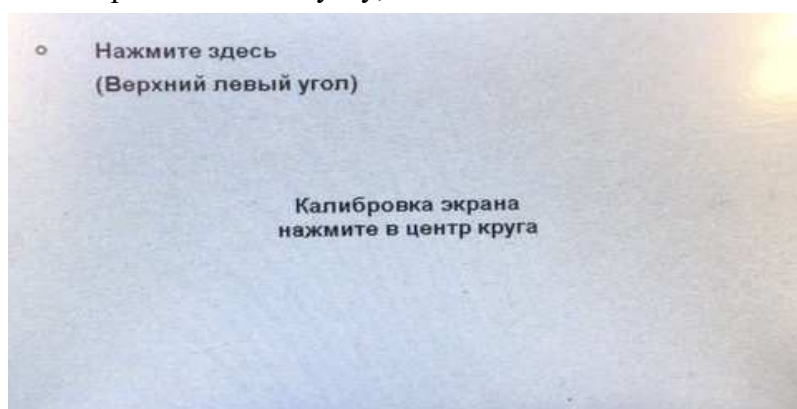 Нажмите здесь
(Верхний левый угол)
Калибровка экрана
нажмите в центр круга